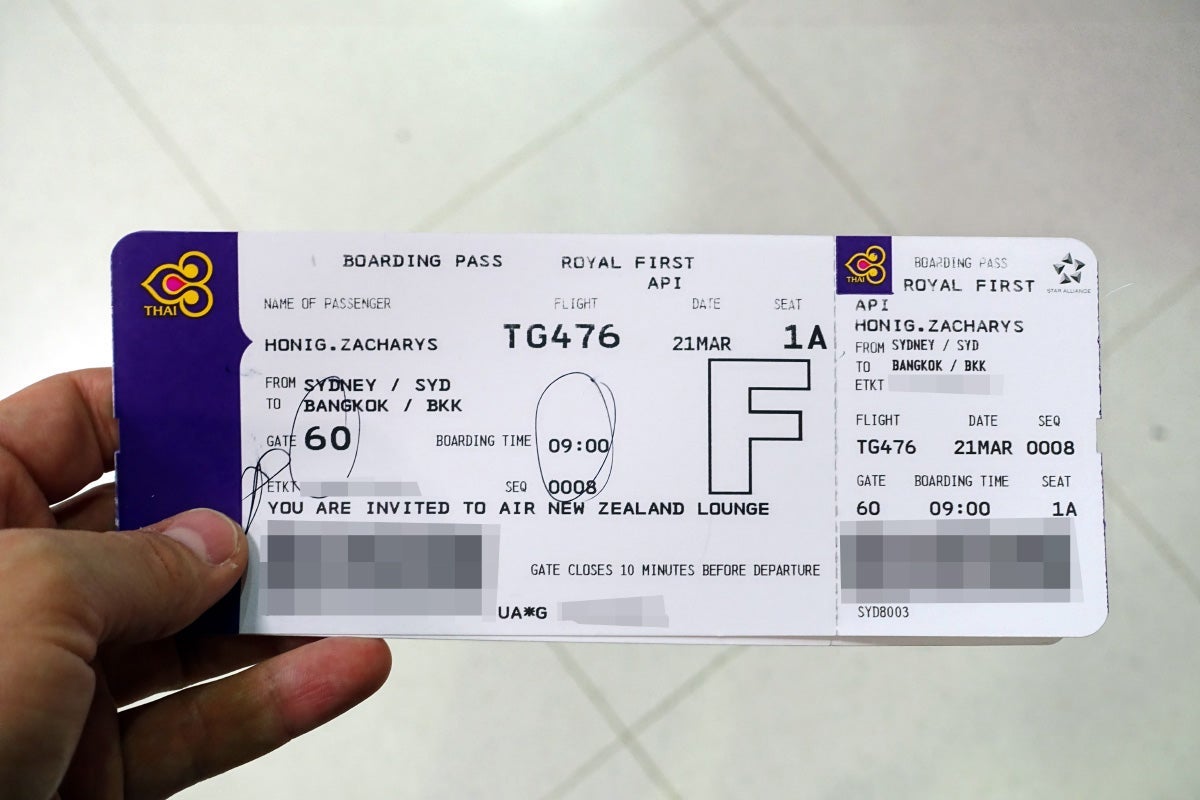 BOARDING PASS ROYAL FIRST
API
NAME OF PASSENGER FLIGHT DATE SEAT
HONIG.ZACHARYS TG476 21MAR 1A
FROM SYDNEY / SYD
TO BANGKOK / BKK
F
GATE 60 BOARDING TIME 09:00
ETKT SEQ 0008
YOU ARE INVITED TO AIR NEW ZEALAND LOUNGE
GATE CLOSES 10 MINUTES BEFORE DEPARTURE
UA*G
THAI
THAI
BOARDING PASS
ROYAL FIRST
STAR ALLIANCE
API
HONIG.ZACHARYS
FROM SYDNEY / SYD
TO BANGKOK / BKK
ETKT
FLIGHT DATE SEQ
TG476 21MAR 0008
GATE BOARDING TIME SEAT
60 09:00 1A
SYD8003